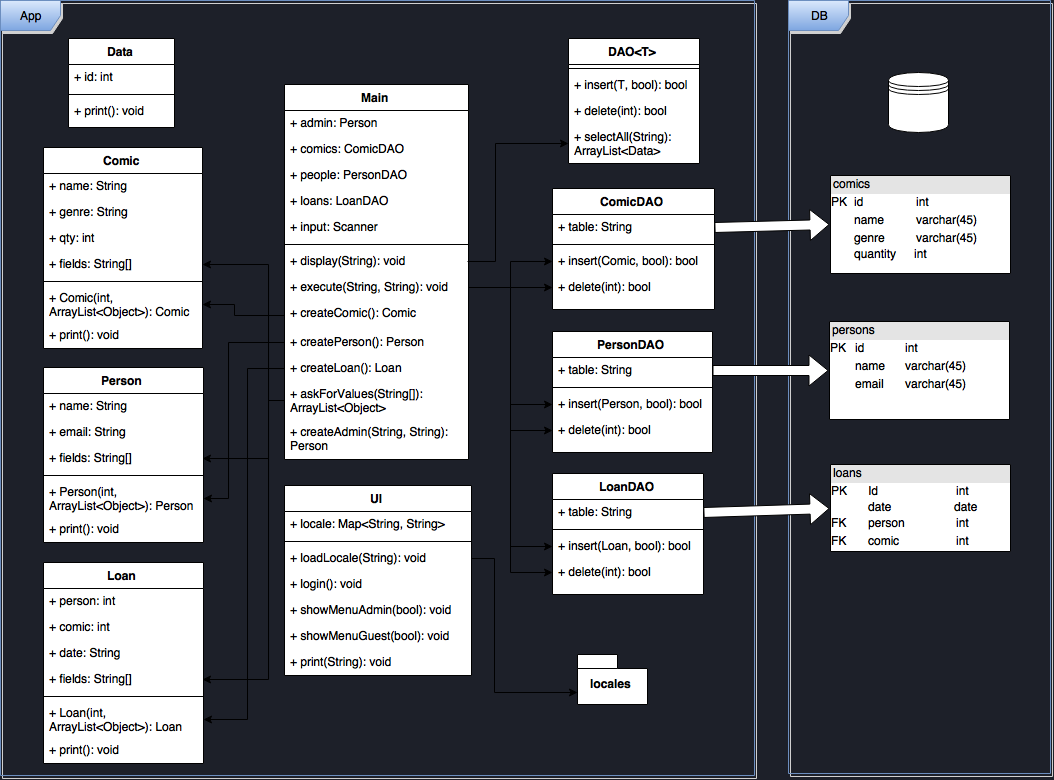 App
Data
+ id: int
+ print(): void
Comic
+ name: String
+ genre: String
+ qty: int
+ fields: String[]
+ Comic(int,
ArrayList<Object>): Comic
+ print(): void
Person
+ name: String
+ email: String
+ fields: String[]
+ Person(int,
ArrayList<Object>): Person
+ print(): void
Loan
+ person: int
+ comic: int
+ date: String
+ fields: String[]
+ Loan(int,
ArrayList<Object>): Loan
+ print(): void
Main
+ admin: Person
+ comics: ComicDAO
+ people: PersonDAO
+ loans: LoanDAO
+ input: Scanner
+ display(String): void
+ execute(String, String): void
+ createComic(): Comic
+ createPerson(): Person
+ createLoan(): Loan
+ askForValues(String[]):
ArrayList<Object>
+ createAdmin(String, String):
Person
UI
+ locale: Map<String, String>
+ loadLocale(String): void
+ login(): void
+ showMenuAdmin(bool): void
+ showMenuGuest(bool): void
+ print(String): void
DAO<T>
+ insert(T, bool): bool
+ delete(int): bool
+ selectAll(String):
ArrayList<Data>
ComicDAO
+ table: String
+ insert(Comic, bool): bool
+ delete(int): bool
PersonDAO
+ table: String
+ insert(Person, bool): bool
+ delete(int): bool
LoanDAO
+ table: String
+ insert(Loan, bool): bool
+ delete(int): bool
locales
DB
comics
PK id int
name varchar(45)
genre varchar(45)
quantity int
persons
PK id int
name varchar(45)
email varchar(45)
loans
PK Id int
date date
FK person int
FK comic int